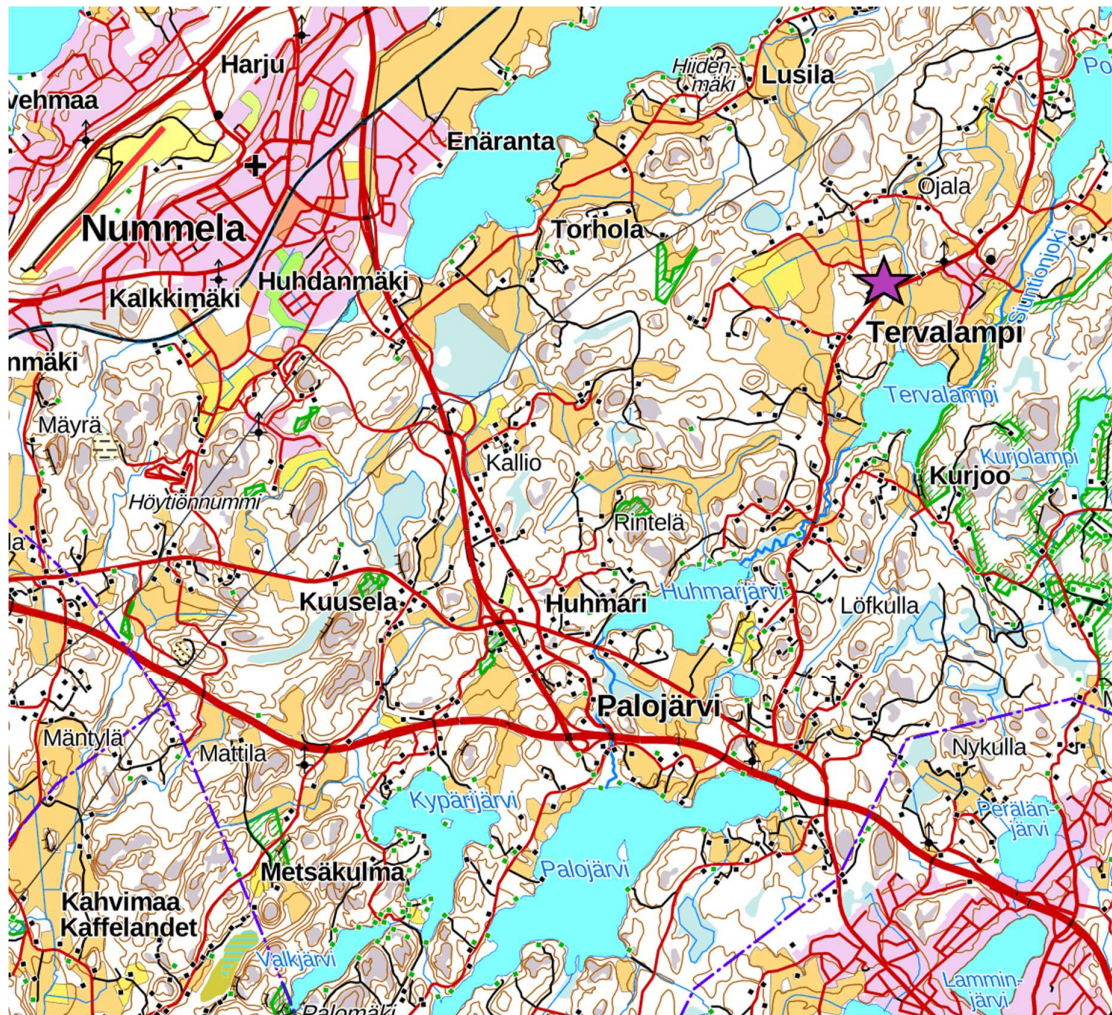 Harju
Hiiden-
mäki
Lusila
Po
vehmaa
Enäranta
Ojala
Nummela
Torhola
Siuntionjoki
Huhdanmäki
Kalkkimäki
Tervalampi
nmäki
Tervalampi
Mäyrä
Kallio
Kurjolampi
Kurjoo
Höytiönnummi
Rintelä
la
Huhmarjärvi
Kuusela
Huhmari
Löfkulla
Palojärvi
Mäntylä
Mattila
Nykulla
Kypärijärvi
Perälän-
järvi
Metsäkulma
Palojärvi
Kahvimaa
Kaffelandet
Valkjärvi
Lammin-
järvi
Palomäki